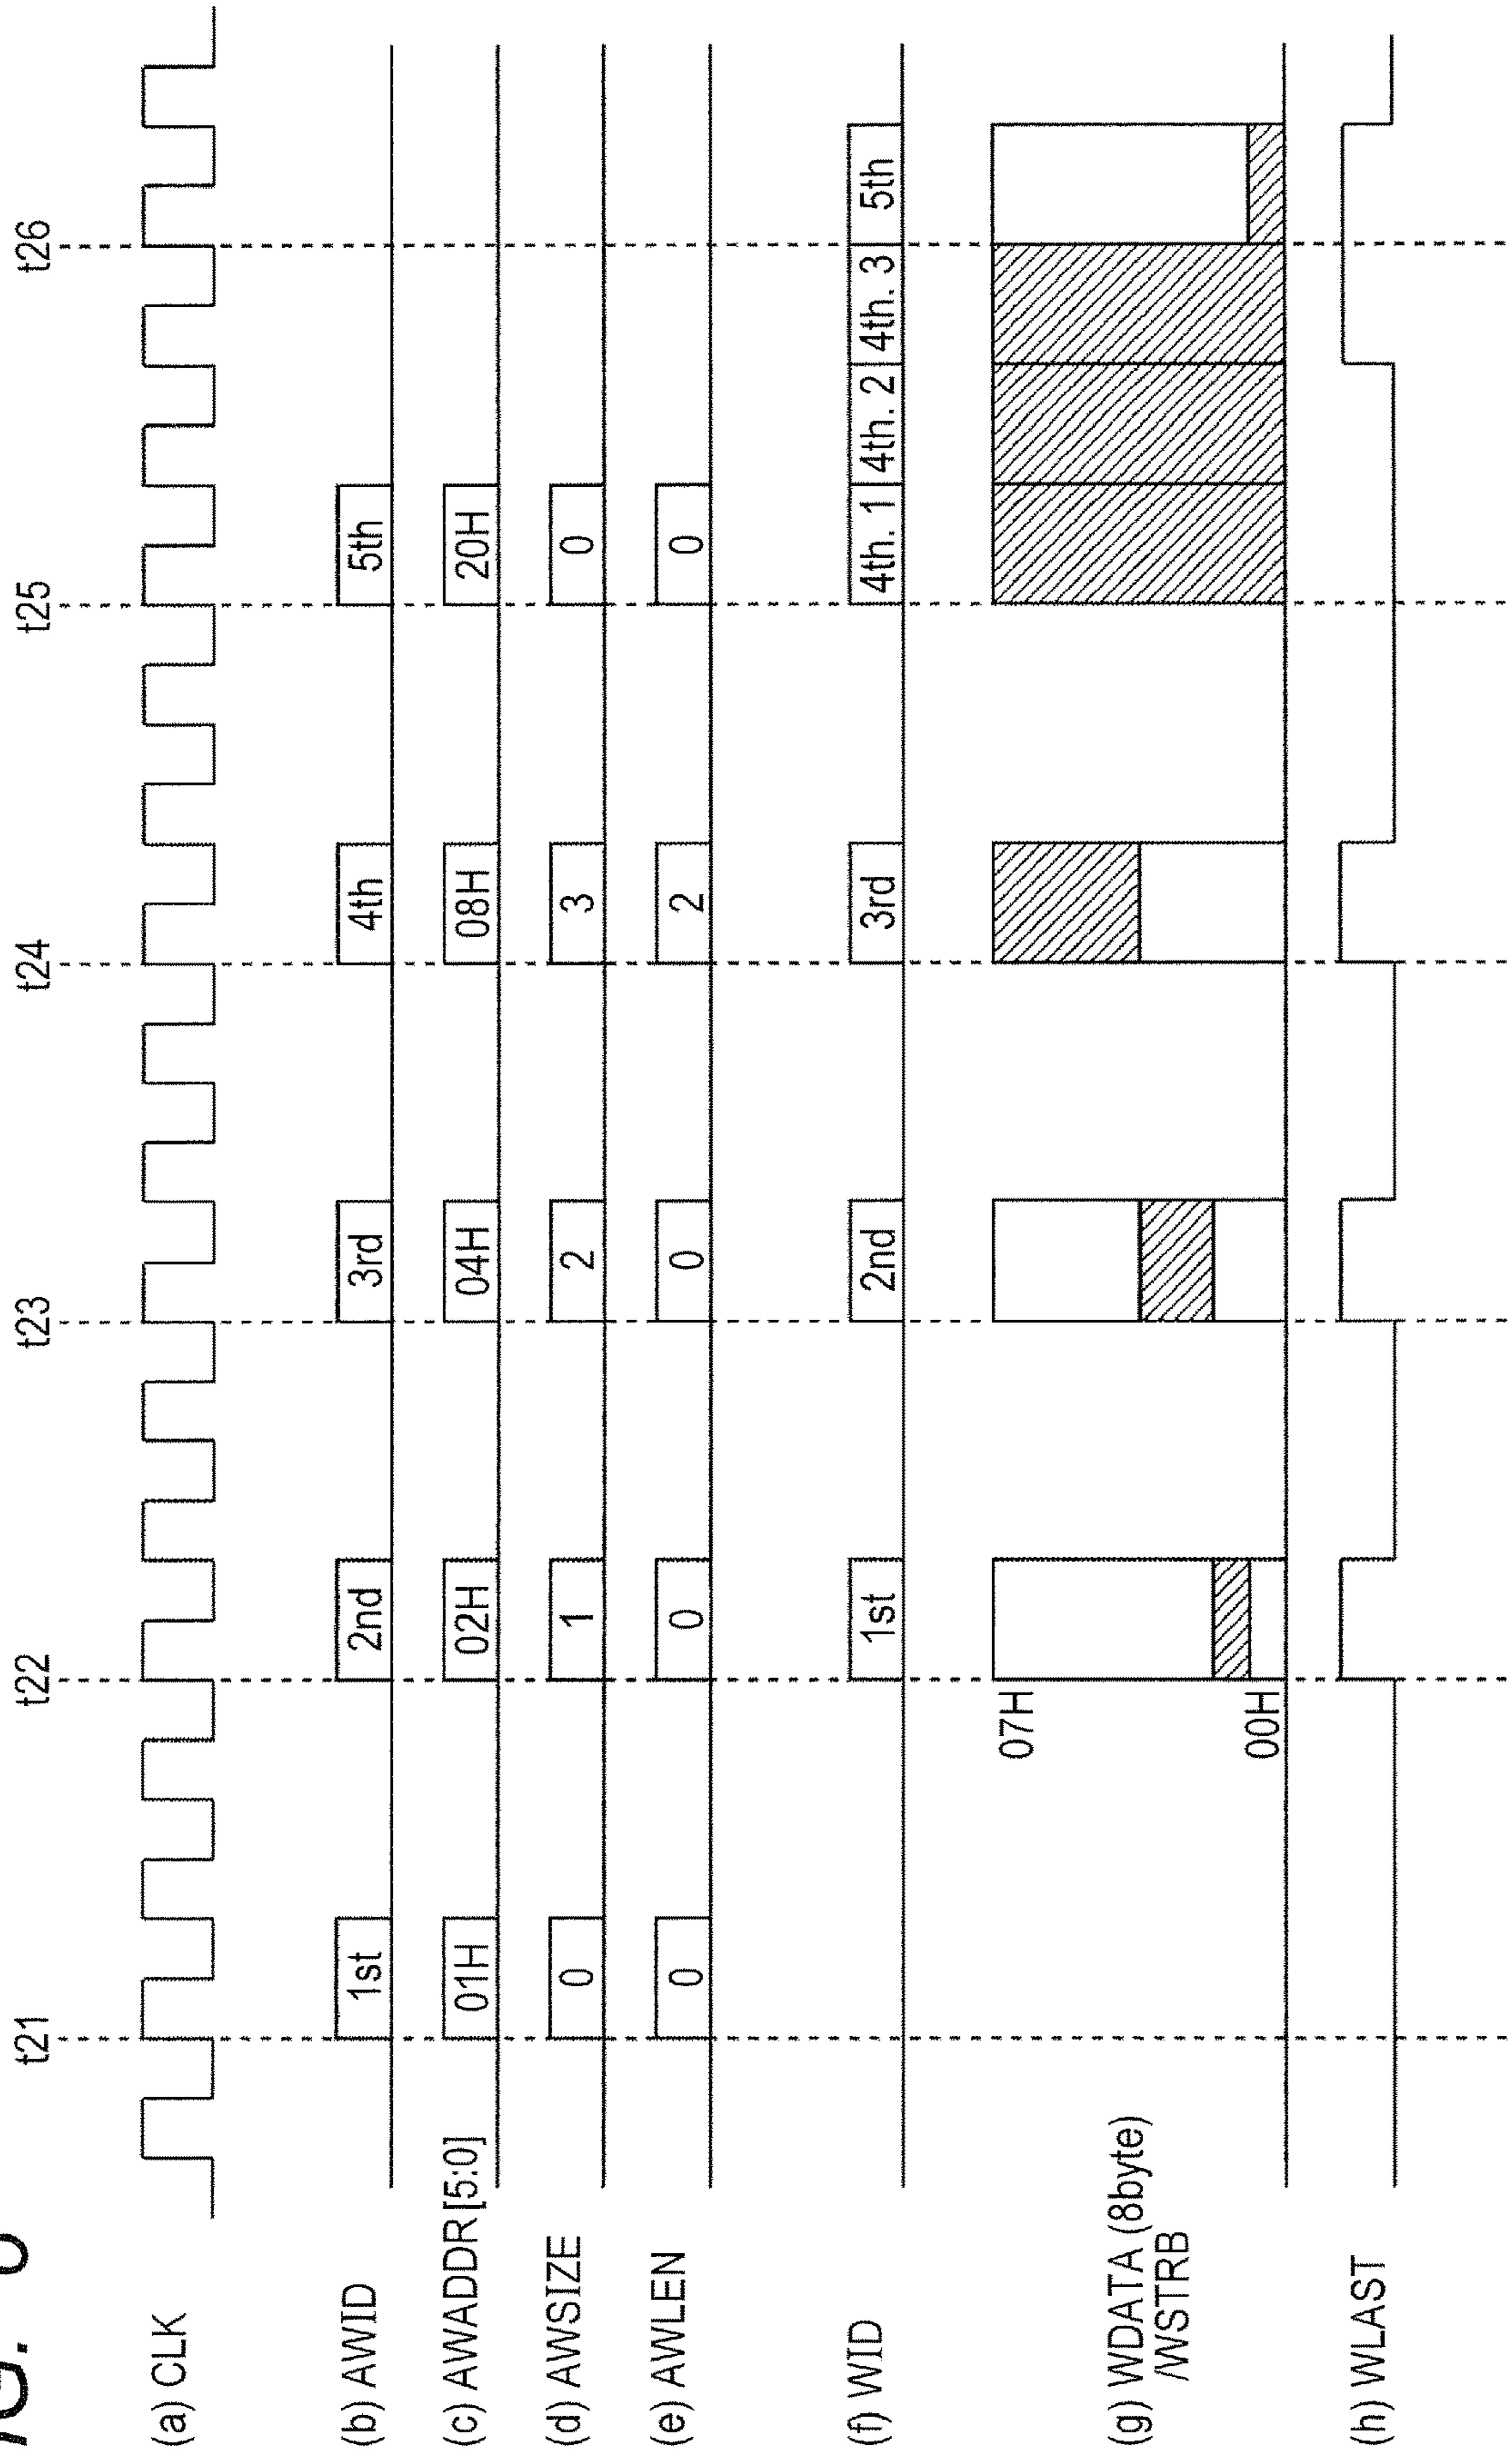 t21 t22 t23 t24 t25 t26
(a) CLK
(b) AWID 1st 2nd 3rd 4th 5th
(c) AWADDR[5:0] 01H 02H 04H 08H 20H
(d) AWSIZE 0 1 2 3 0
(e) AWLEN 0 0 0 2 0
(f) WID 1st 2nd 3rd 4th. 1 4th. 2 4th. 3 5th
07H
(g) WDATA (8byte)
/WSTRB
00H
(h) WLAST